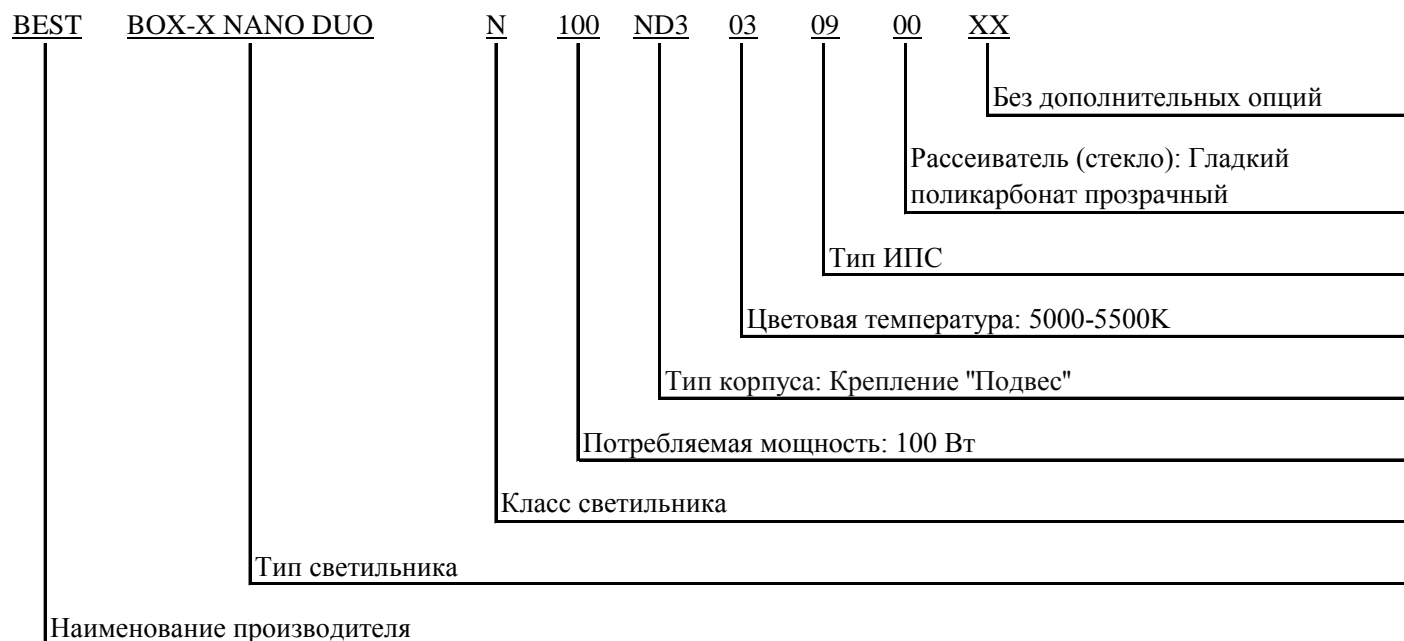 BEST BOX-X NANO DUO N 100 ND3 03 09 00 XX
Без дополнительных опций
Рассеиватель (стекло): Гладкий
поликарбонат прозрачный
Тип ИПС
Цветовая температура: 5000-5500К
Тип корпуса: Крепление "Подвес"
Потребляемая мощность: 100 Вт
Класс светильника
Тип светильника
Наименование производителя